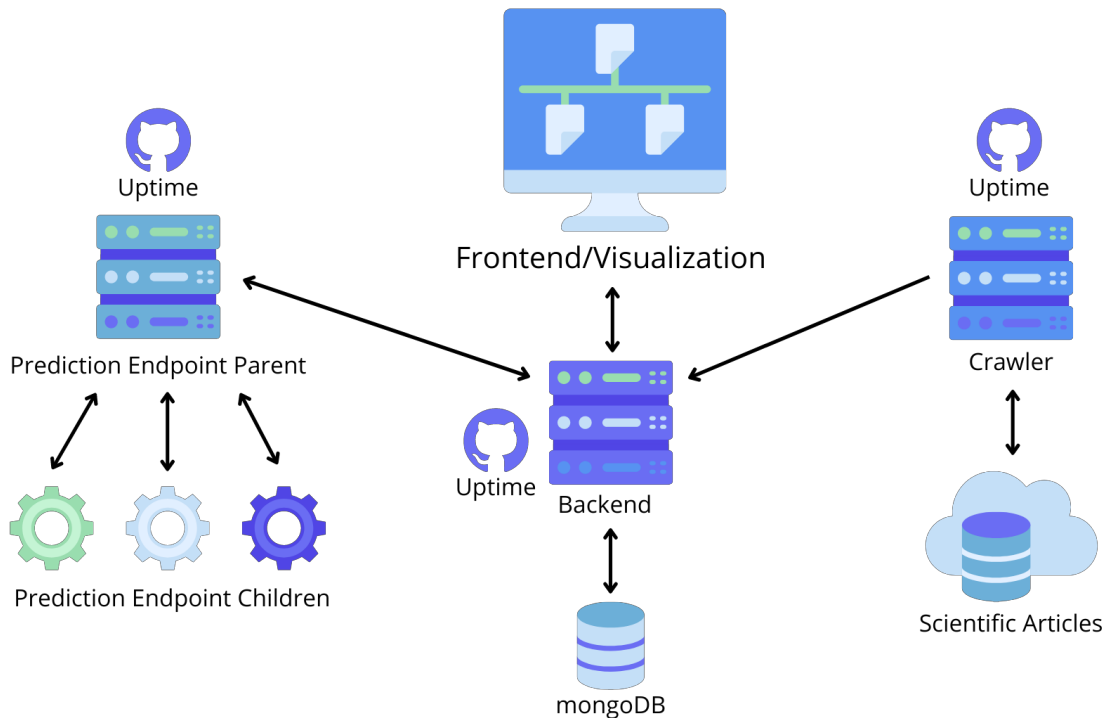 Uptime
Uptime
Frontend/Visualization
Prediction Endpoint Parent
Crawler
Uptime
Backend
Prediction Endpoint Children
Scientific Articles
mongoDB